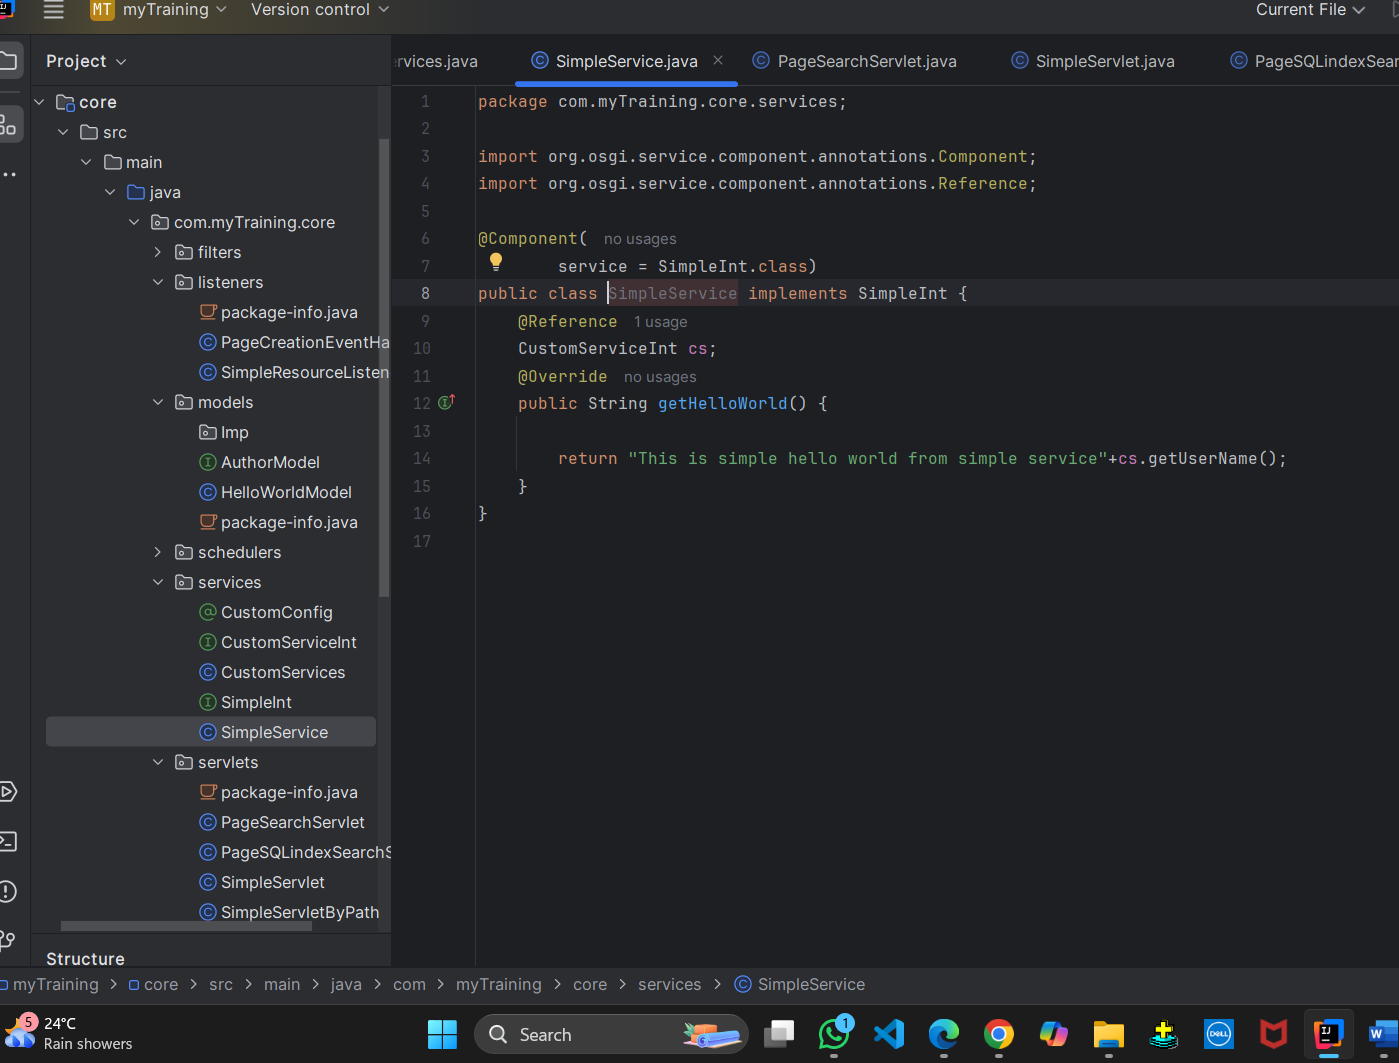 MT myTraining Version control Current File
Project
rvices.java SimpleService.java PageSearchServlet.java SimpleServlet.java PageSQLindexSear
core
src
main
java
com.myTraining.core
filters
listeners
package-info.java
PageCreationEventHa
SimpleResourceListen
models
Imp
AuthorModel
HelloWorldModel
package-info.java
schedulers
services
CustomConfig
CustomServiceInt
CustomServices
SimpleInt
SimpleService
servlets
package-info.java
PageSearchServlet
PageSQLindexSearchS
SimpleServlet
SimpleServletByPath
Structure
1 package com.myTraining.core.services;
2
3 import org.osgi.service.component.annotations.Component;
4 import org.osgi.service.component.annotations.Reference;
5
6 @Component( no usages
7 service = SimpleInt.class)
8 public class SimpleService implements SimpleInt {
9 @Reference 1 usage
10 CustomServiceInt cs;
11 @Override no usages
12 public String getHelloWorld() {
13
14 return "This is simple hello world from simple service"+cs.getUserName();
15 }
16 }
17
myTraining > core > src > main > java > com > myTraining > core > services > SimpleService
5 24°C
Rain showers
Search
1
DELL
IJ
W